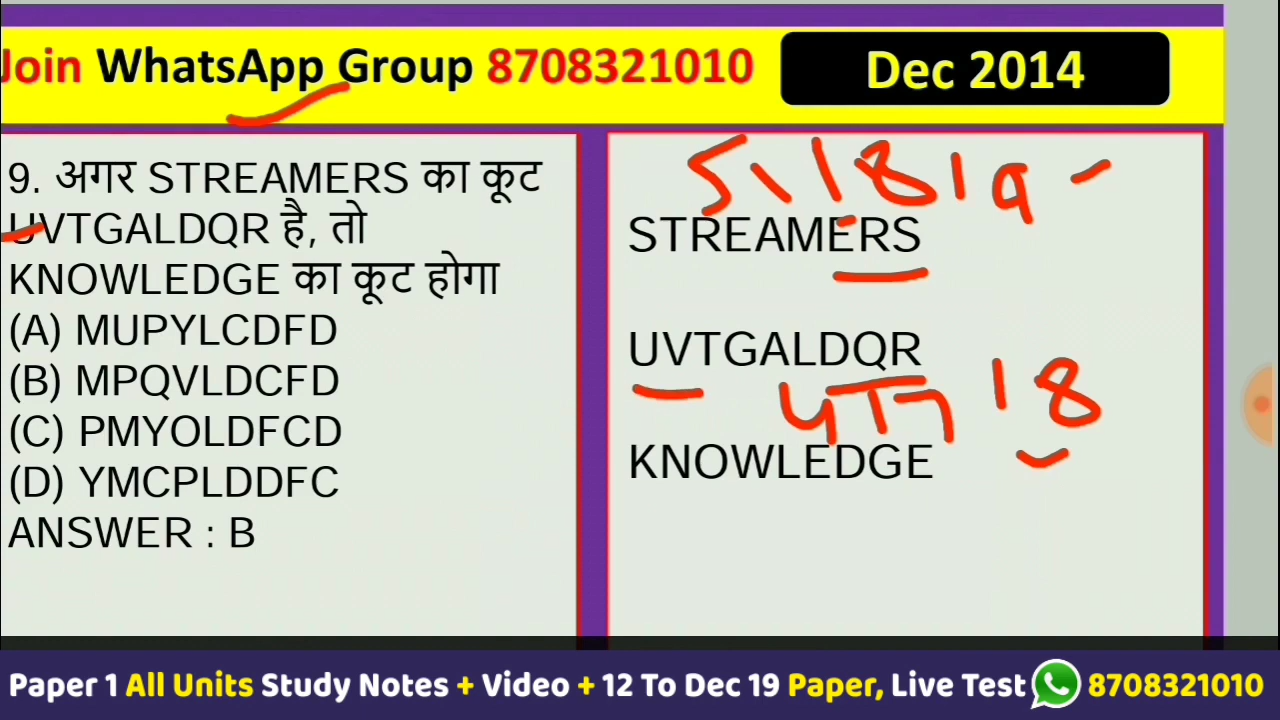 Join WhatsApp Group 8708321010
Dec 2014
9. अगर STREAMERS का कूट
UVTGALDQR है, तो
KNOWLEDGE का कूट होगा
(A) MUPYLCDFD
(B) MPQVLDCFD
(C) PMYOLDFCD
(D) YMCPLDDFC
ANSWER : B
STREAMERS
UVTGALDQR
KNOWLEDGE
Paper 1 All Units Study Notes + Video + 12 To Dec 19 Paper, Live Test 8708321010